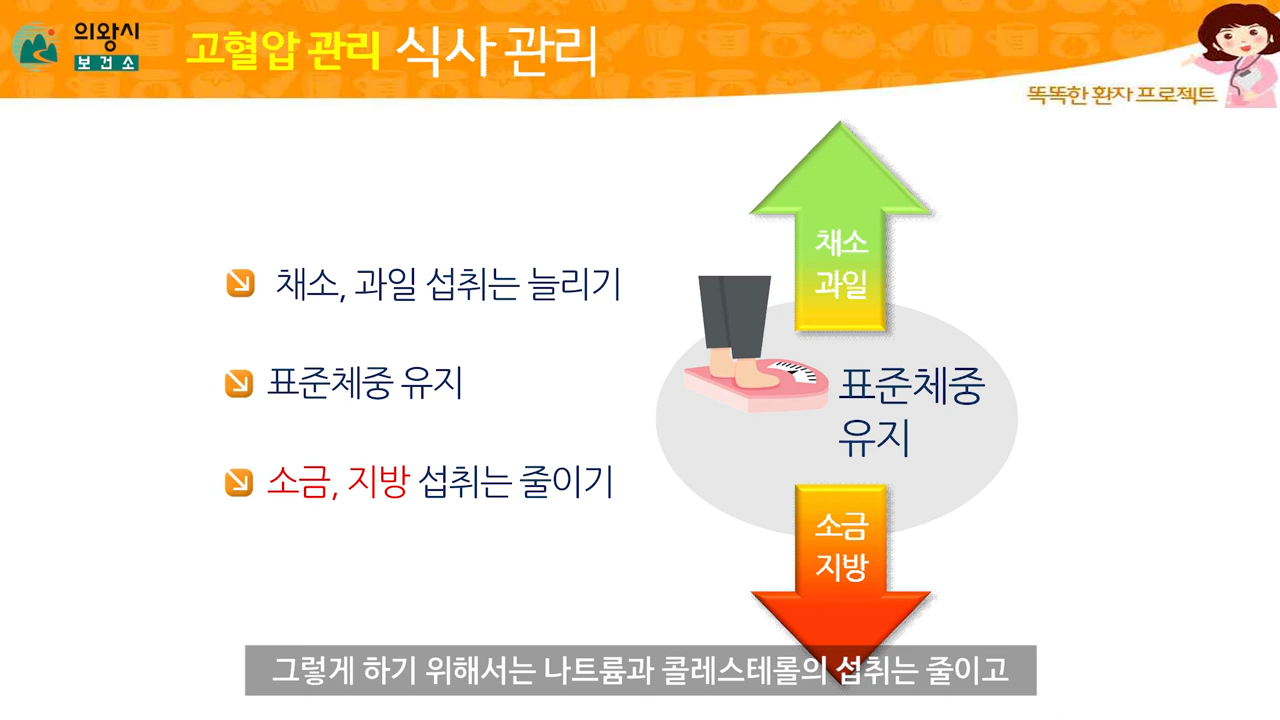 의왕시
보건소
고혈압 관리 식사 관리
똑똑한 환자 프로젝트
채소, 과일 섭취는 늘리기
표준체중 유지
소금, 지방 섭취는 줄이기
채소
과일
표준체중
유지
소금
지방
그렇게 하기 위해서는 나트륨과 콜레스테롤의 섭취는 줄이고